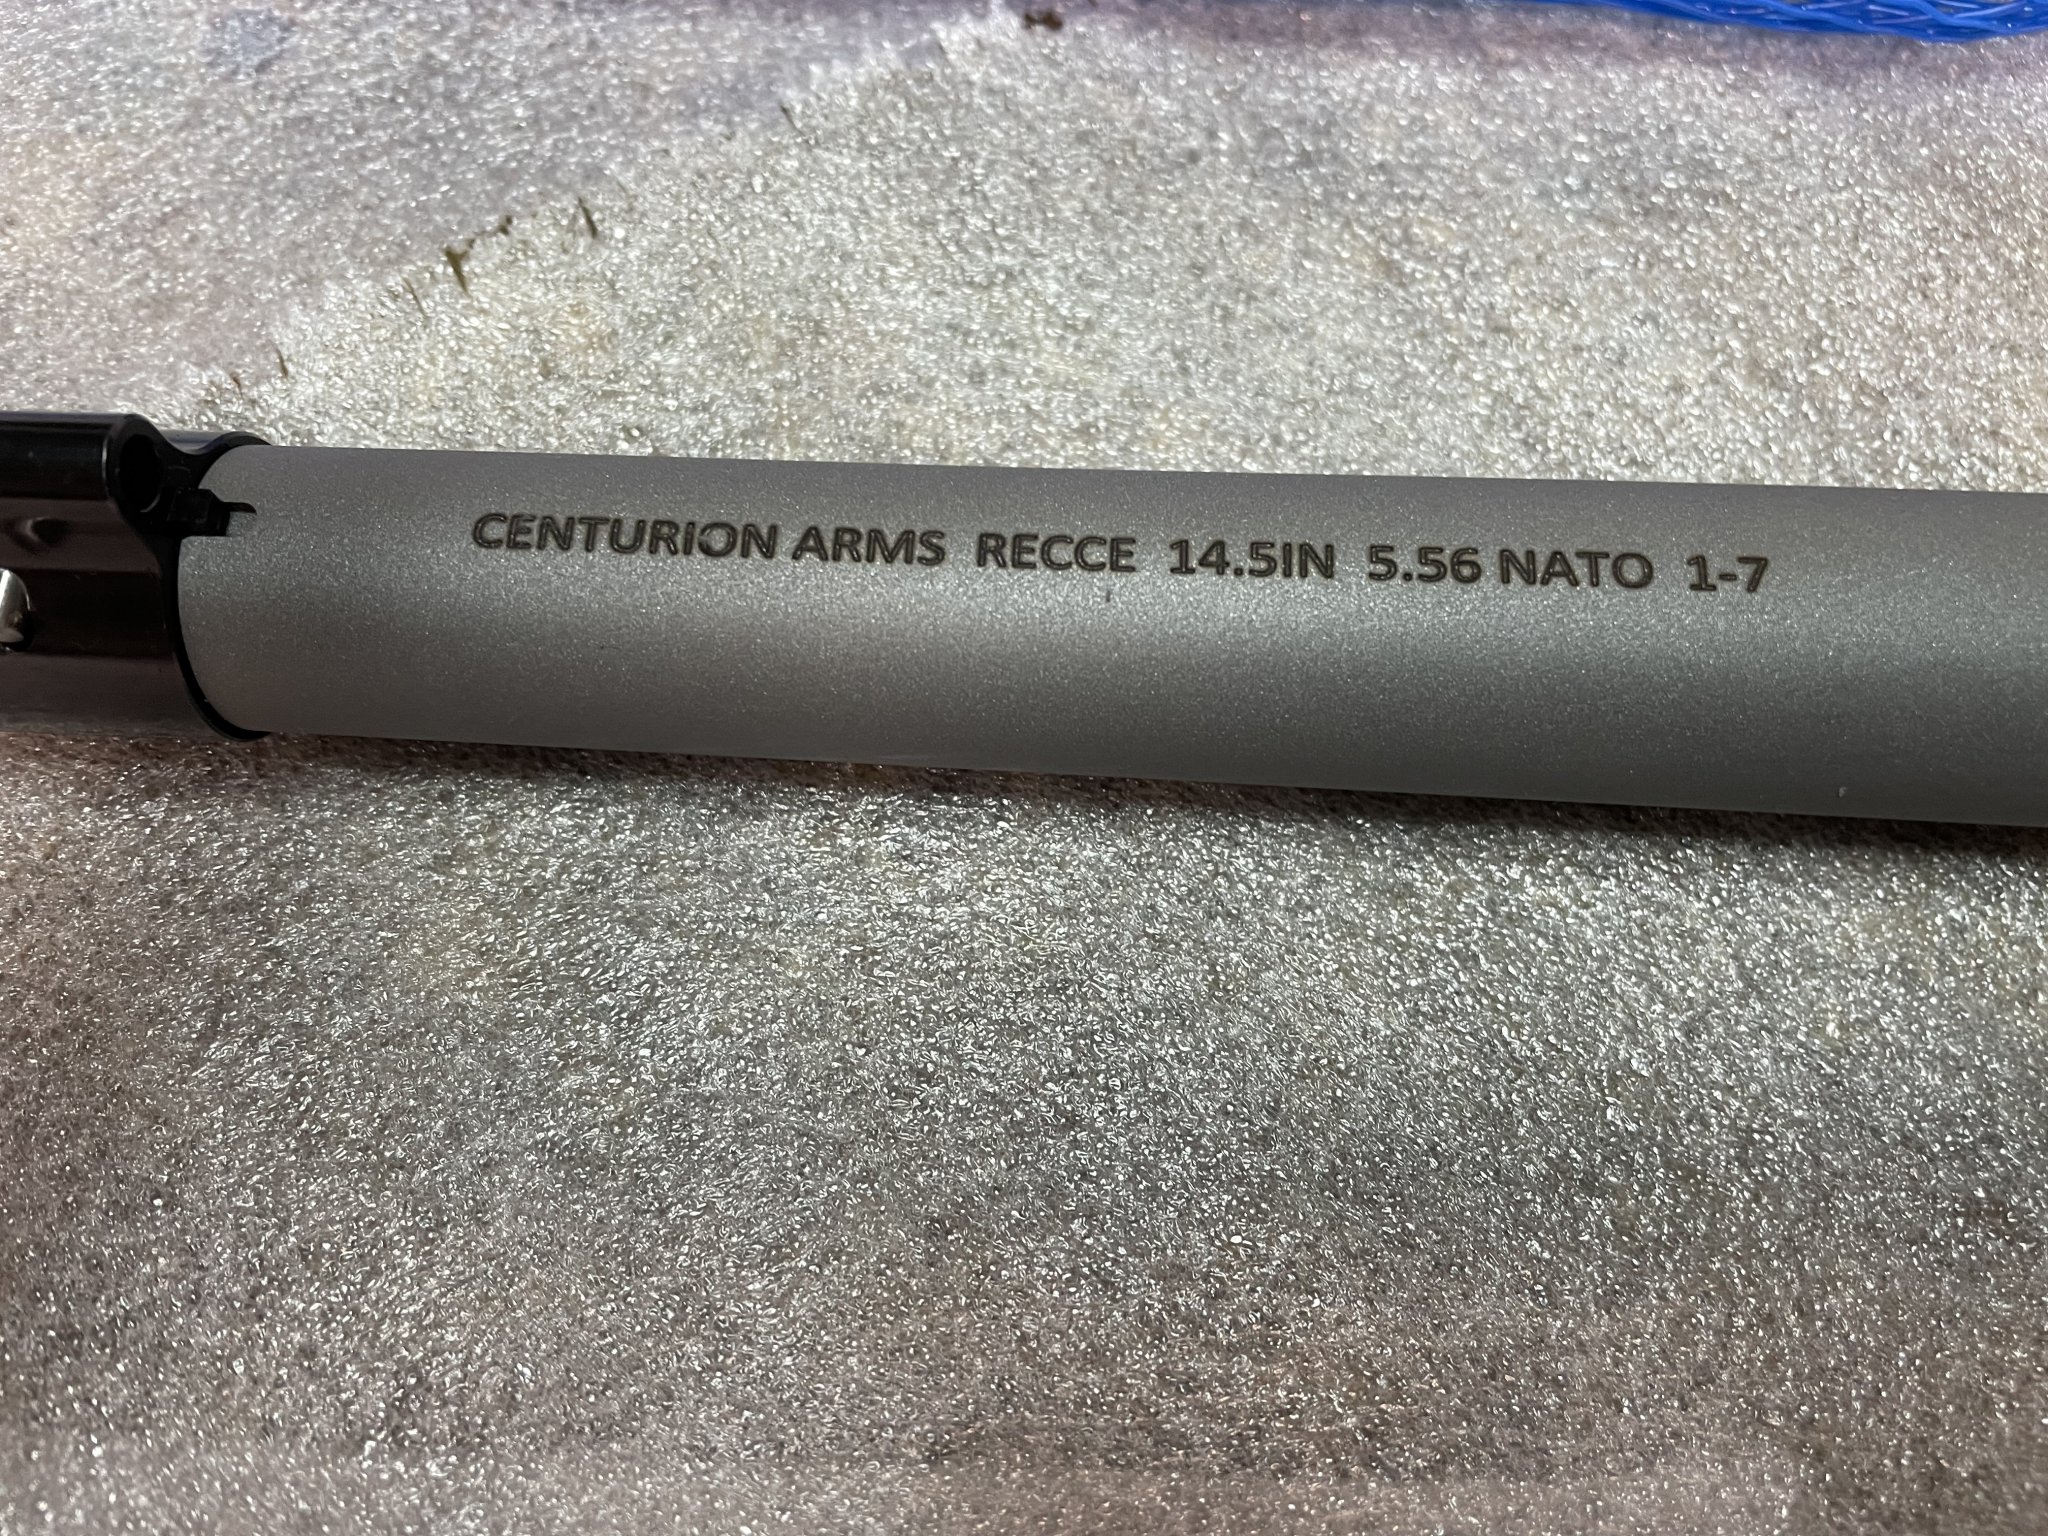 CENTURION ARMS RECCE 14.5IN 5.56 NATO 1-7